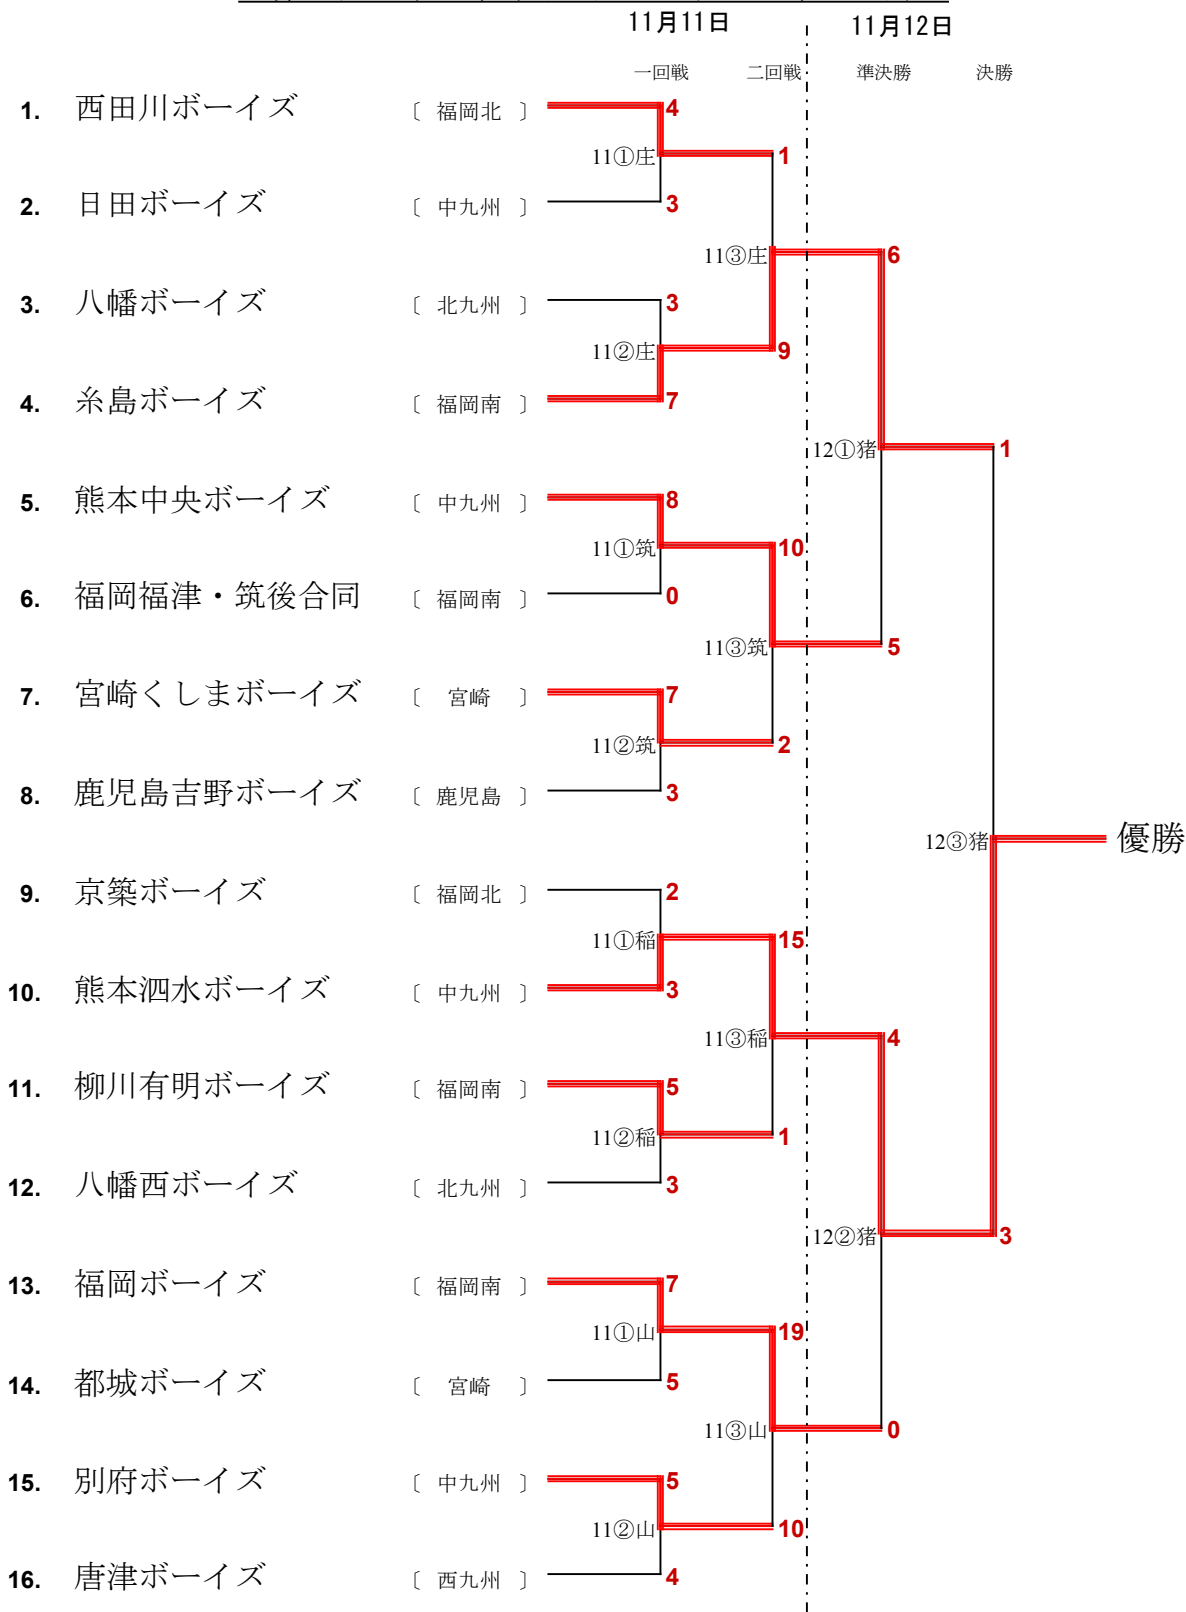 11月11日 11月12日
一回戦 二回戦 準決勝 決勝
1. 西田川ボーイズ 〔 福岡北 〕 4
11①庄 1
2. 日田ボーイズ 〔 中九州 〕 3
11③庄 6
3. 八幡ボーイズ 〔 北九州 〕 3
11②庄 9
4. 糸島ボーイズ 〔 福岡南 〕 7
12①猪 1
5. 熊本中央ボーイズ 〔 中九州 〕 8
11①筑 10
6. 福岡福津・筑後合同 〔 福岡南 〕 0
11③筑 5
7. 宮崎くしまボーイズ 〔 宮崎 〕 7
11②筑 2
8. 鹿児島吉野ボーイズ 〔 鹿児島 〕 3
12③猪 優勝
9. 京築ボーイズ 〔 福岡北 〕 2
11①稲 15
10. 熊本泗水ボーイズ 〔 中九州 〕 3
11③稲 4
11. 柳川有明ボーイズ 〔 福岡南 〕 5
11②稲 1
12. 八幡西ボーイズ 〔 北九州 〕 3
12②猪 3
13. 福岡ボーイズ 〔 福岡南 〕 7
11①山 19
14. 都城ボーイズ 〔 宮崎 〕 5
11③山 0
15. 別府ボーイズ 〔 中九州 〕 5
11②山 10
16. 唐津ボーイズ 〔 西九州 〕 4